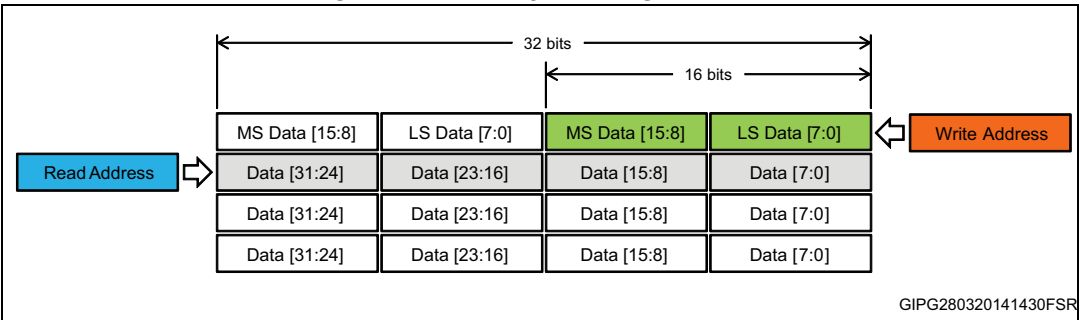 32 bits
16 bits
MS Data [15:8] LS Data [7:0] MS Data [15:8] LS Data [7:0] Write Address
Read Address Data [31:24] Data [23:16] Data [15:8] Data [7:0]
Data [31:24] Data [23:16] Data [15:8] Data [7:0]
Data [31:24] Data [23:16] Data [15:8] Data [7:0]
GIPG280320141430FSR